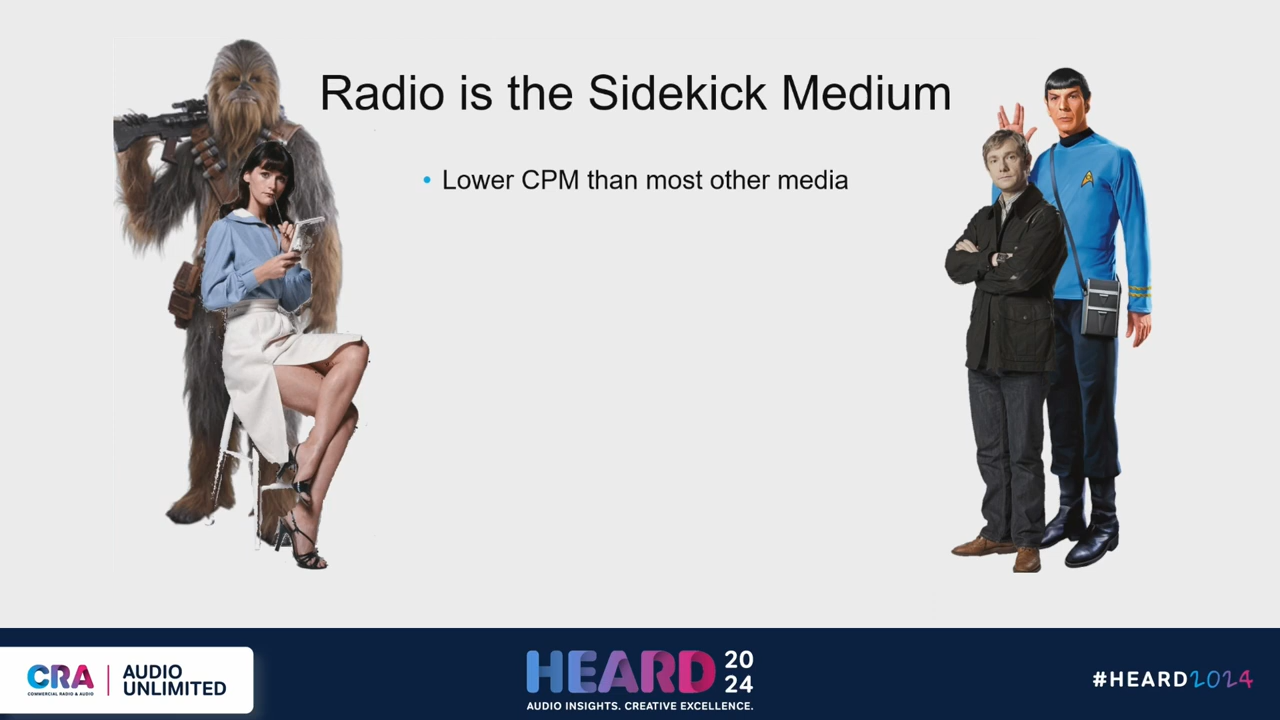 Radio is the Sidekick Medium
• Lower CPM than most other media
CRA
COMMERCIAL RADIO & AUDIO
AUDIO
UNLIMITED
HEARD
20
24
AUDIO INSIGHTS. CREATIVE EXCELLENCE.
#HEARD2024